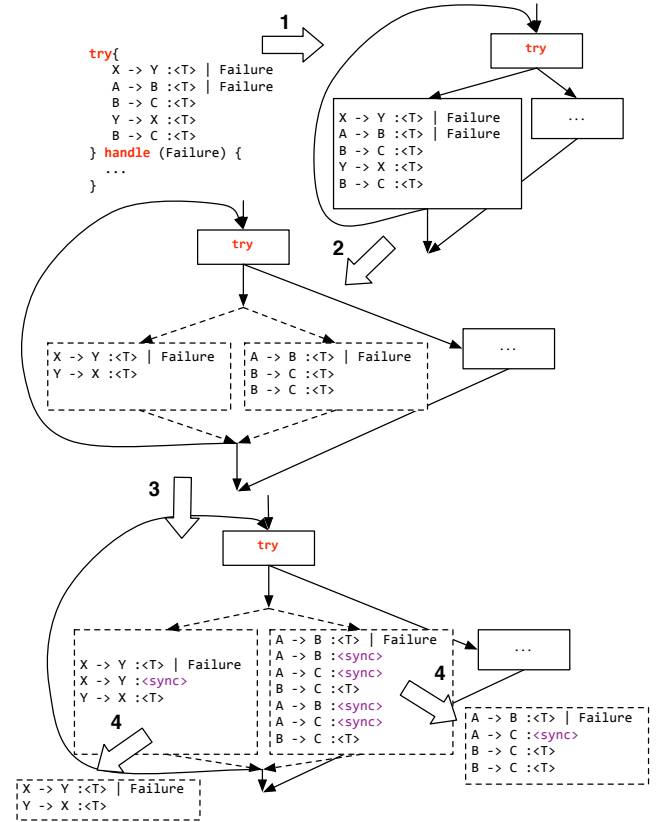 1
try{
X -> Y :<T> | Failure
A -> B :<T> | Failure
B -> C :<T>
Y -> X :<T>
B -> C :<T>
} handle (Failure) {
...
}
try
X -> Y :<T> | Failure
A -> B :<T> | Failure
B -> C :<T>
Y -> X :<T>
B -> C :<T>
...
2
try
X -> Y :<T> | Failure
Y -> X :<T>
A -> B :<T> | Failure
B -> C :<T>
B -> C :<T>
...
3
try
X -> Y :<T> | Failure
X -> Y :<sync>
Y -> X :<T>
A -> B :<T> | Failure
A -> B :<sync>
A -> C :<sync>
B -> C :<T>
A -> B :<sync>
A -> C :<sync>
B -> C :<T>
...
4
A -> B :<T> | Failure
A -> C :<sync>
B -> C :<T>
B -> C :<T>
4
X -> Y :<T> | Failure
Y -> X :<T>